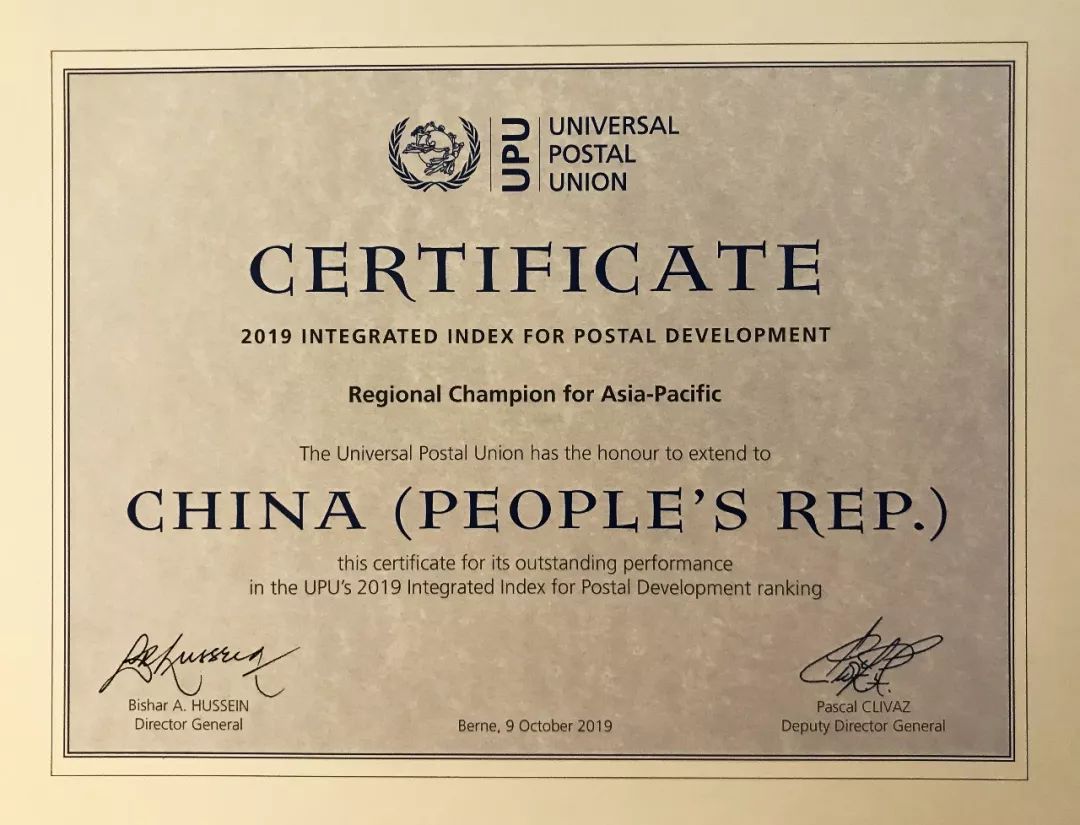 UPU
UNIVERSAL
POSTAL
UNION
CERTIFICATE
2019 INTEGRATED INDEX FOR POSTAL DEVELOPMENT
Regional Champion for Asia-Pacific
The Universal Postal Union has the honour to extend to
CHINA (PEOPLE'S REP.)
this certificate for its outstanding performance
in the UPU's 2019 Integrated Index for Postal Development ranking
Bishar A. HUSSEIN
Director General
Berne, 9 October 2019
Pascal CLIVAZ
Deputy Director General